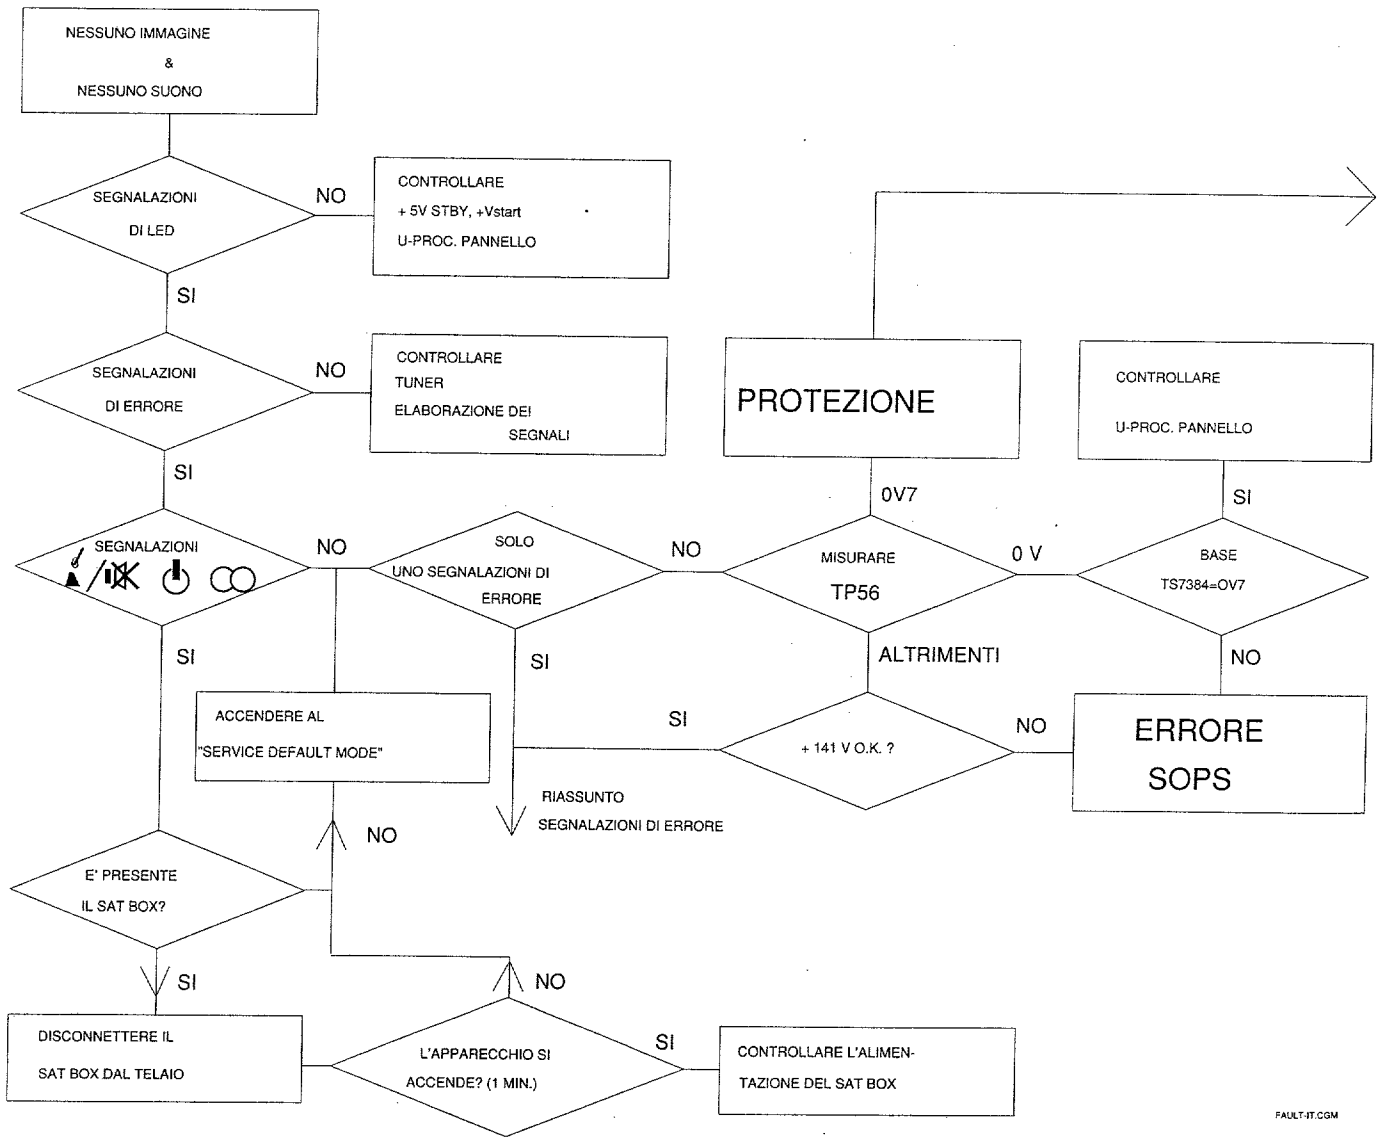 NESSUNO IMMAGINE
&
NESSUNO SUONO
SEGNALAZIONI
DI LED
NO
CONTROLLARE
+ 5V STBY, +Vstart
U-PROC. PANNELLO
SI
SEGNALAZIONI
DI ERRORE
NO
CONTROLLARE
TUNER
ELABORAZIONE DEI
SEGNALI
SI
PROTEZIONE
CONTROLLARE
U-PROC. PANNELLO
0V7
SI
SEGNALAZIONI
NO
SOLO
UNO SEGNALAZIONI DI
ERRORE
NO
MISURARE
TP56
0 V
BASE
TS7384=OV7
SI
SI
ALTRIMENTI
NO
ACCENDERE AL
"SERVICE DEFAULT MODE"
SI
+ 141 V O.K. ?
NO
ERRORE
SOPS
RIASSUNTO
SEGNALAZIONI DI ERRORE
NO
E' PRESENTE
IL SAT BOX?
SI
NO
DISCONNETTERE IL
SAT BOX DAL TELAIO
L'APPARECCHIO SI
ACCENDE? (1 MIN.)
SI
CONTROLLARE L'ALIMEN-
TAZIONE DEL SAT BOX
FAULT-IT.CGM